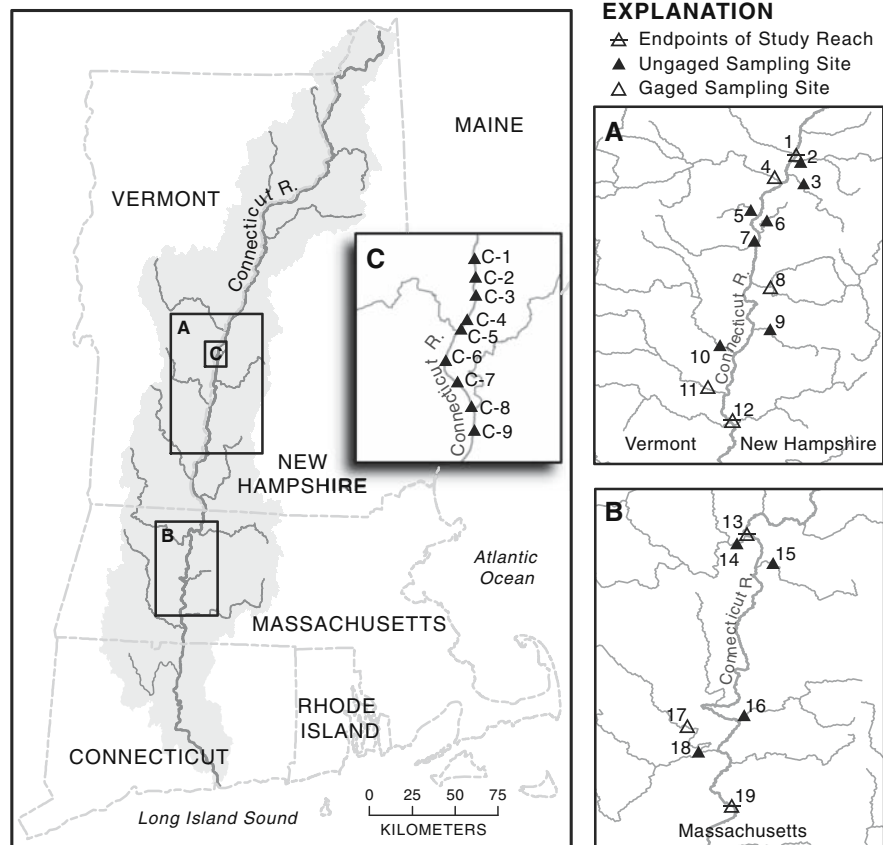 EXPLANATION
Endpoints of Study Reach
Ungaged Sampling Site
Gaged Sampling Site
MAINE
VERMONT
Connecticut R.
A
C
NEW
HAMPSHIRE
B
Atlantic
Ocean
MASSACHUSETTS
RHODE
ISLAND
CONNECTICUT
Long Island Sound
0 25 50 75
KILOMETERS
C
C-1
C-2
C-3
C-4
C-5
C-6
C-7
C-8
C-9
Connecticut R.
A
1
2
3
4
5
6
7
8
9
10
11
12
Connecticut R.
Vermont New Hampshire
B
13
14
15
16
17
18
19
Connecticut R.
Massachusetts